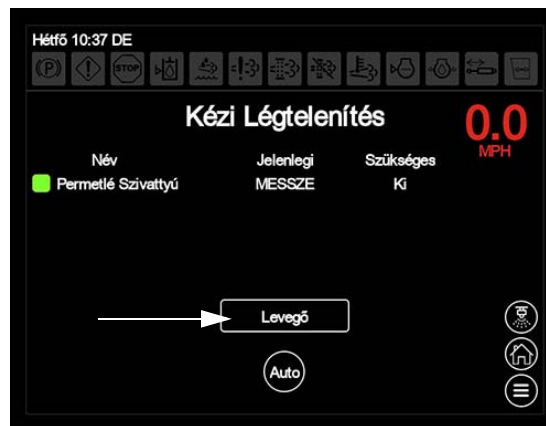 Hétfő 10:37 DE
STOP
Kézi Légtelenítés
0.0
MPH
Név Jelenlegi Szükséges
Permetlé Szivattyú MESSZE Ki
Levegő
Auto